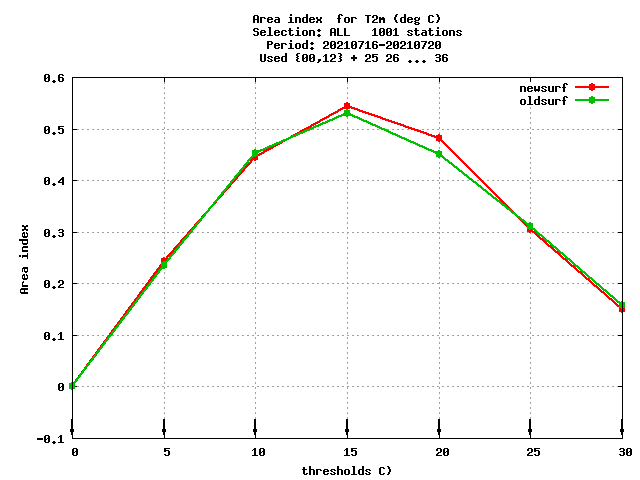 Area index  for T2m (deg C)
Selection: ALL   1001 stations
Period: 20210716-20210720
Used {00,12} + 25 26 ... 36
newsurf
oldsurf
0.6
0.5
0.4
0.3
0.2
0.1
0
-0.1
Area index
0 5 10 15 20 25 30
thresholds C)